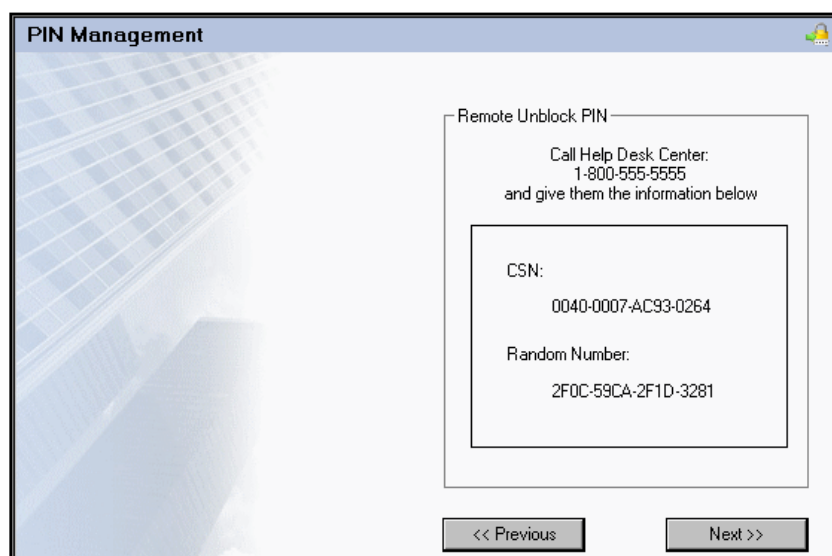 PIN Management
Remote Unblock PIN
Call Help Desk Center:
1-800-555-5555
and give them the information below
CSN:
0040-0007-AC93-0264
Random Number:
2F0C-59CA-2F1D-3281
<< Previous
Next >>